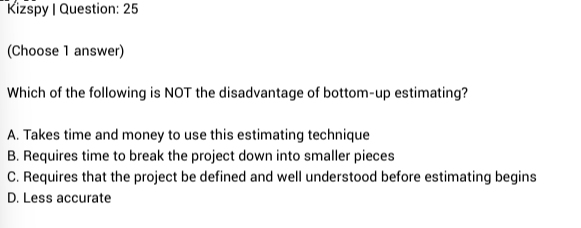 Kizspy | Question: 25
(Choose 1 answer)
Which of the following is NOT the disadvantage of bottom-up estimating?
A. Takes time and money to use this estimating technique
B. Requires time to break the project down into smaller pieces
C. Requires that the project be defined and well understood before estimating begins
D. Less accurate